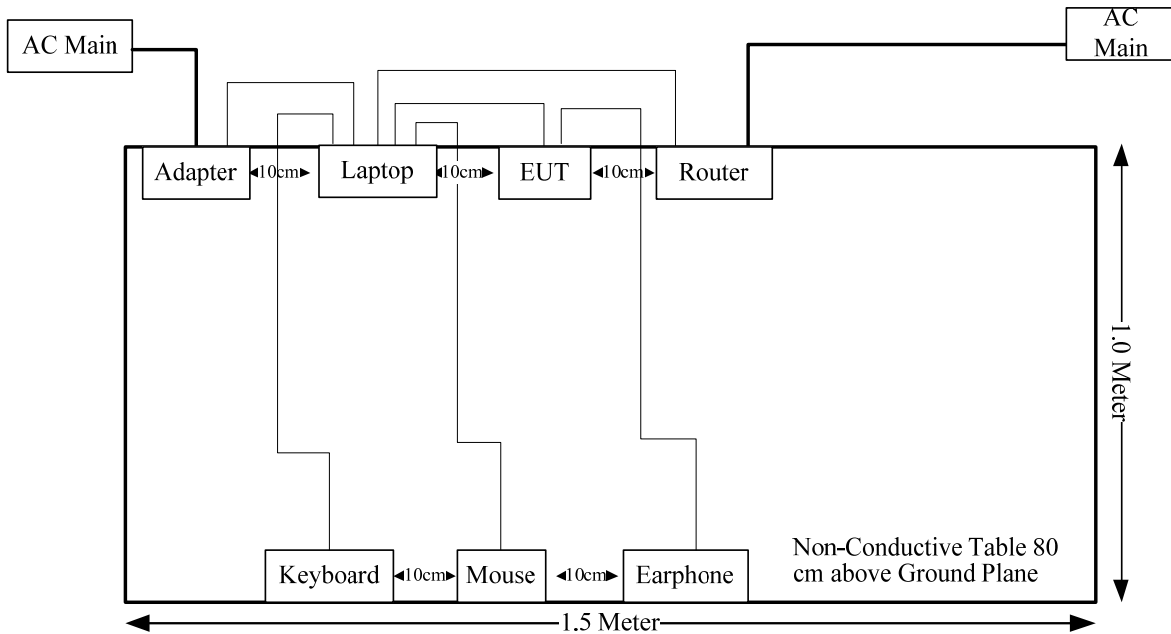 AC Main
AC
Main
Adapter
10cm
Laptop
10cm
EUT
10cm
Router
1.0 Meter
Keyboard
10cm
Mouse
10cm
Earphone
Non-Conductive Table 80
cm above Ground Plane
1.5 Meter